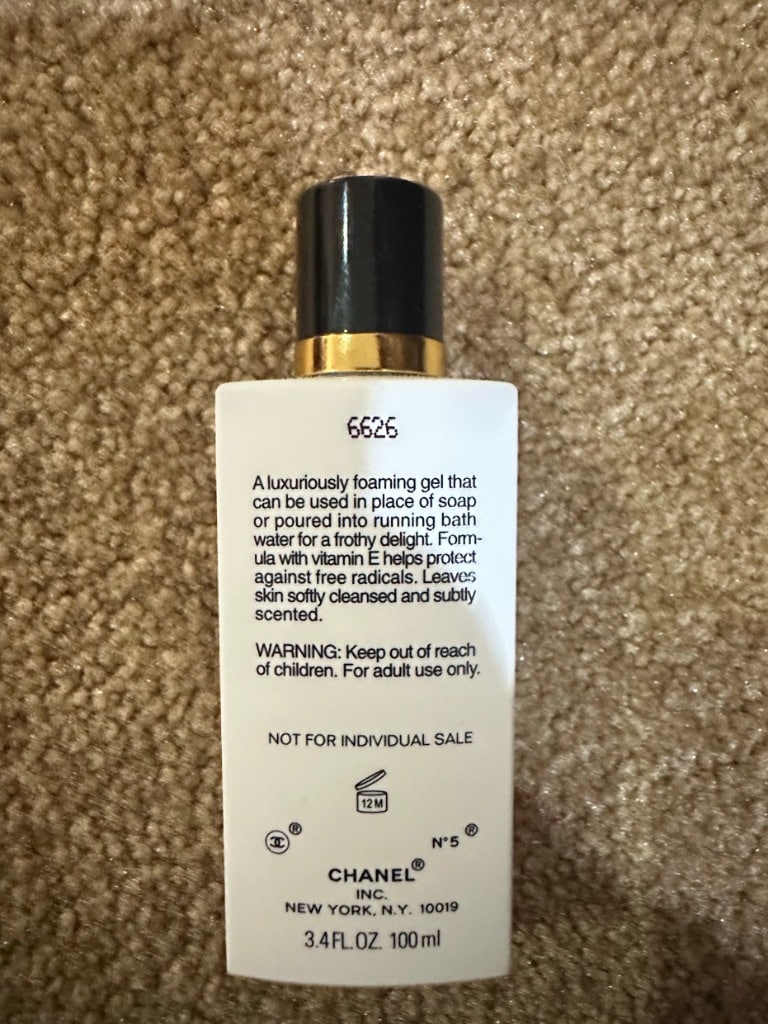 6626
A luxuriously foaming gel that
can be used in place of soap
or poured into running bath
water for a frothy delight. Form-
ula with vitamin E helps protect
against free radicals. Leaves
skin softly cleansed and subtly
scented.
WARNING: Keep out of reach
of children. For adult use only.
NOT FOR INDIVIDUAL SALE
12M
® N°5®
CHANEL®
INC.
NEW YORK, N.Y. 10019
3.4 FL. OZ. 100 ml